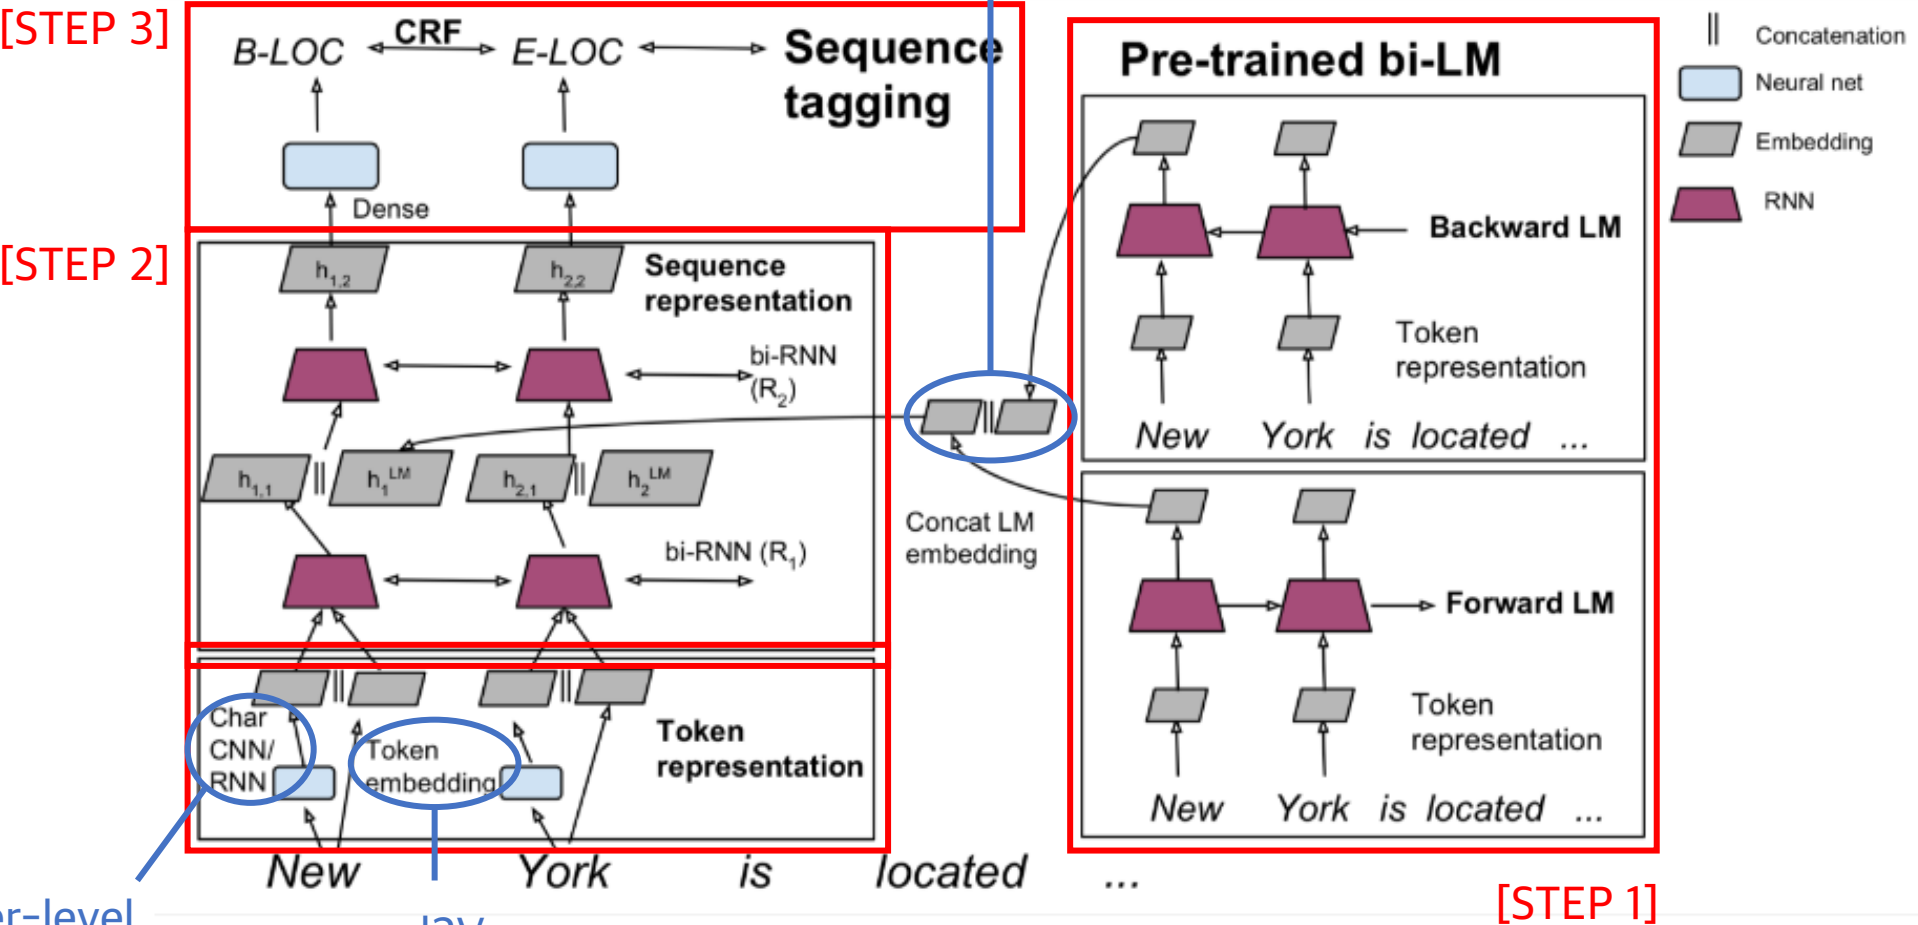 [STEP 3]
B-LOC
CRF
E-LOC
Sequence
tagging
Dense
[STEP 2]
h1,2
h2,2
Sequence
representation
bi-RNN
(R2)
h1,1
||
h1LM
h2,1
||
h2LM
bi-RNN (R1)
||
||
Char
CNN/
RNN
Token
embedding
Token
representation
New York is located ...
er-level
||
Concat LM
embedding
Pre-trained bi-LM
Backward LM
Token
representation
New York is located ...
Forward LM
Token
representation
New York is located ...
[STEP 1]
|| Concatenation
Neural net
Embedding
RNN